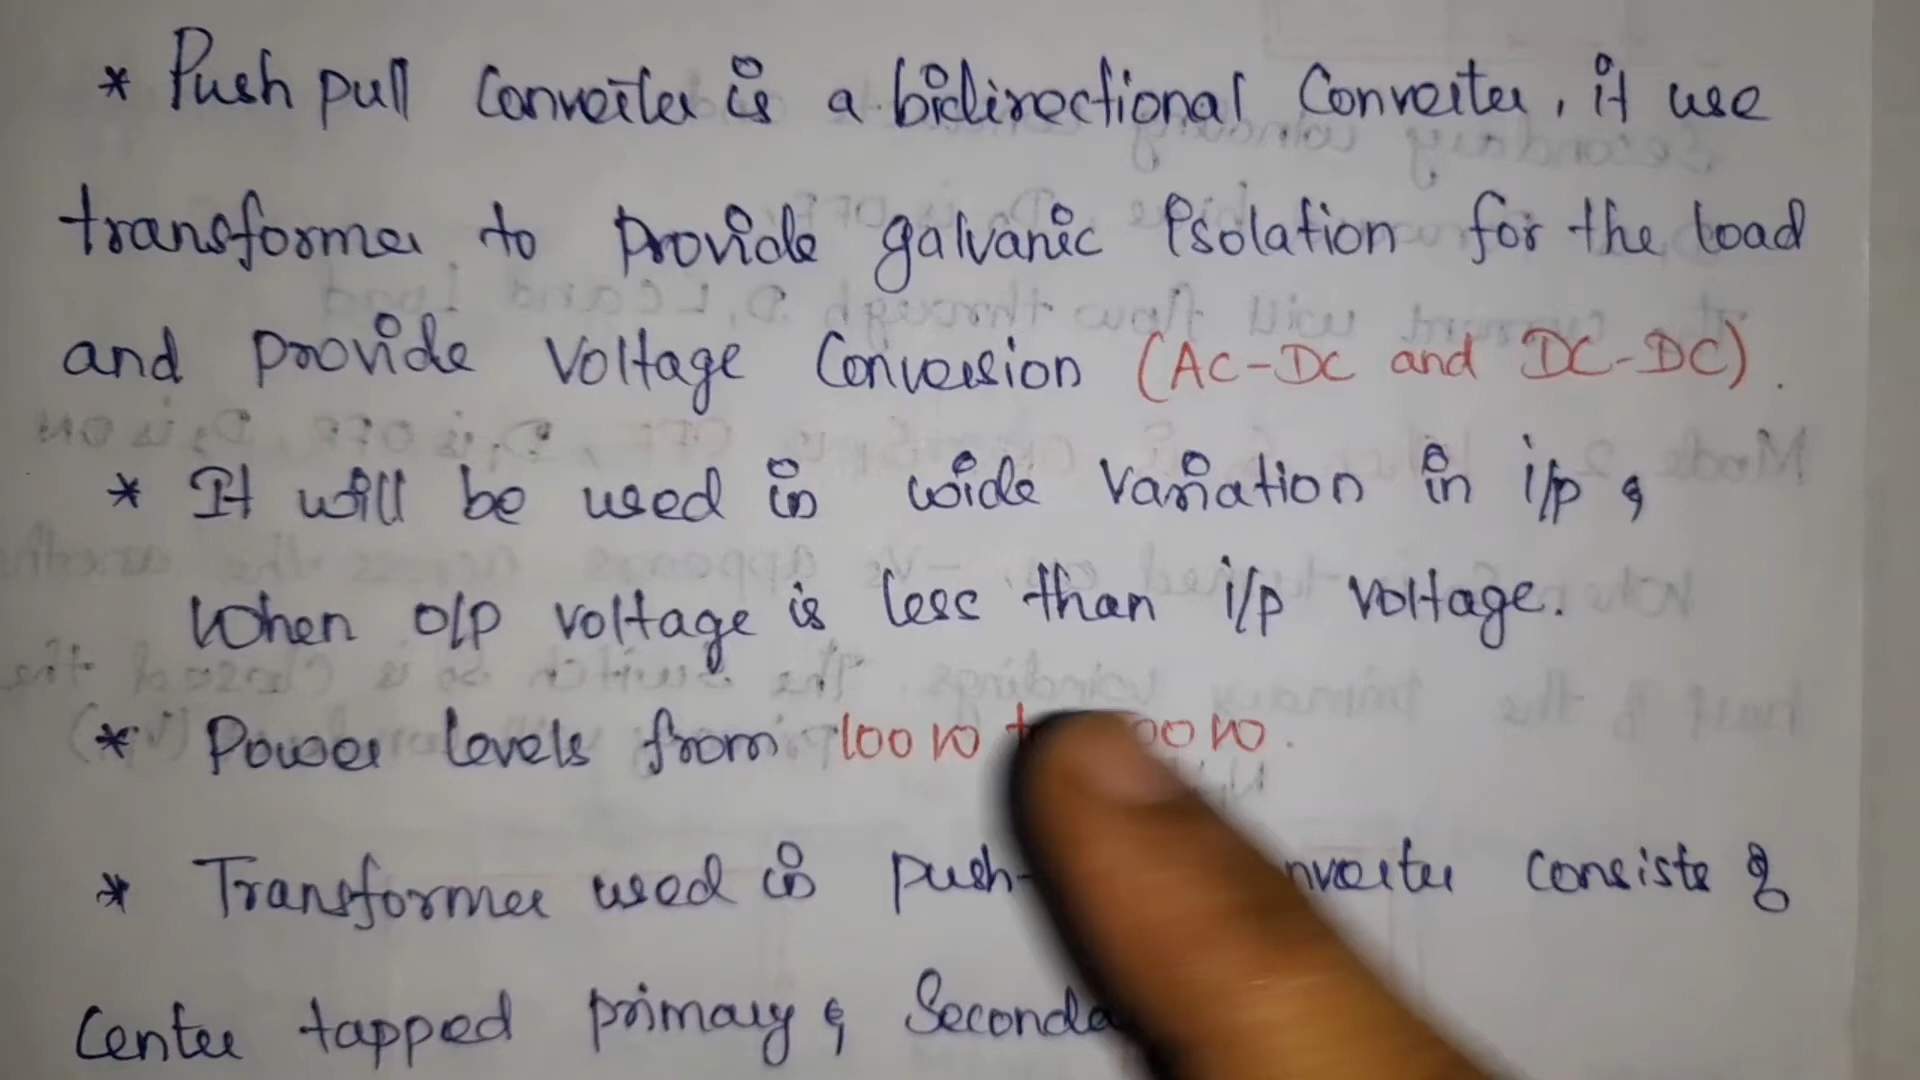 * Push pull Converter is a bidirectional Converter, it use
transformer to provide galvanic isolation for the load
and provide voltage conversion (AC-DC and DC-DC).
* It will be used in wide variation in i/p &
When o/p voltage is less than i/p voltage.
* Power levels from 100 W
* Transformer used in push- consists of
Center tapped primary &